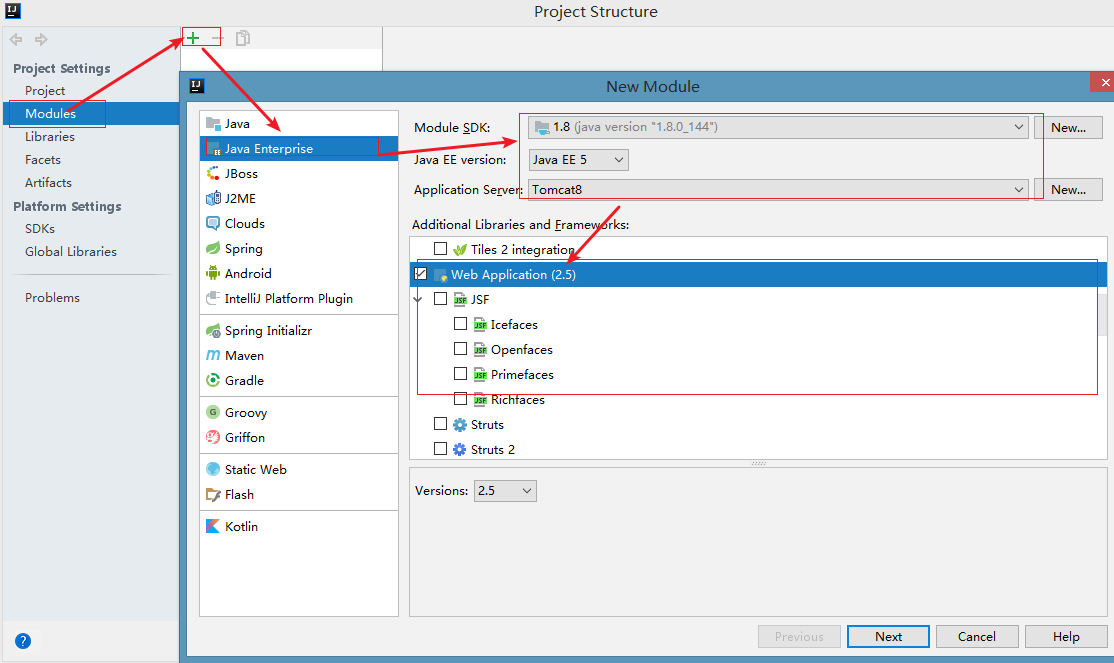 IJ
Project Structure
Project Settings
Project
Modules
Libraries
Facets
Artifacts
Platform Settings
SDKs
Global Libraries
Problems
?
IJ
New Module
Java
Java Enterprise
JBoss
J2ME
Clouds
Spring
Android
IntelliJ Platform Plugin
Spring Initializr
Maven
Gradle
Groovy
Griffon
Static Web
Flash
Kotlin
Module SDK: 1.8 (java version "1.8.0_144") New...
Java EE version: Java EE 5
Application Server: Tomcat8 New...
Additional Libraries and Frameworks:
Tiles 2 integration
Web Application (2.5)
JSF
Icefaces
Openfaces
Primefaces
Richfaces
Struts
Struts 2
Versions: 2.5
Previous Next Cancel Help